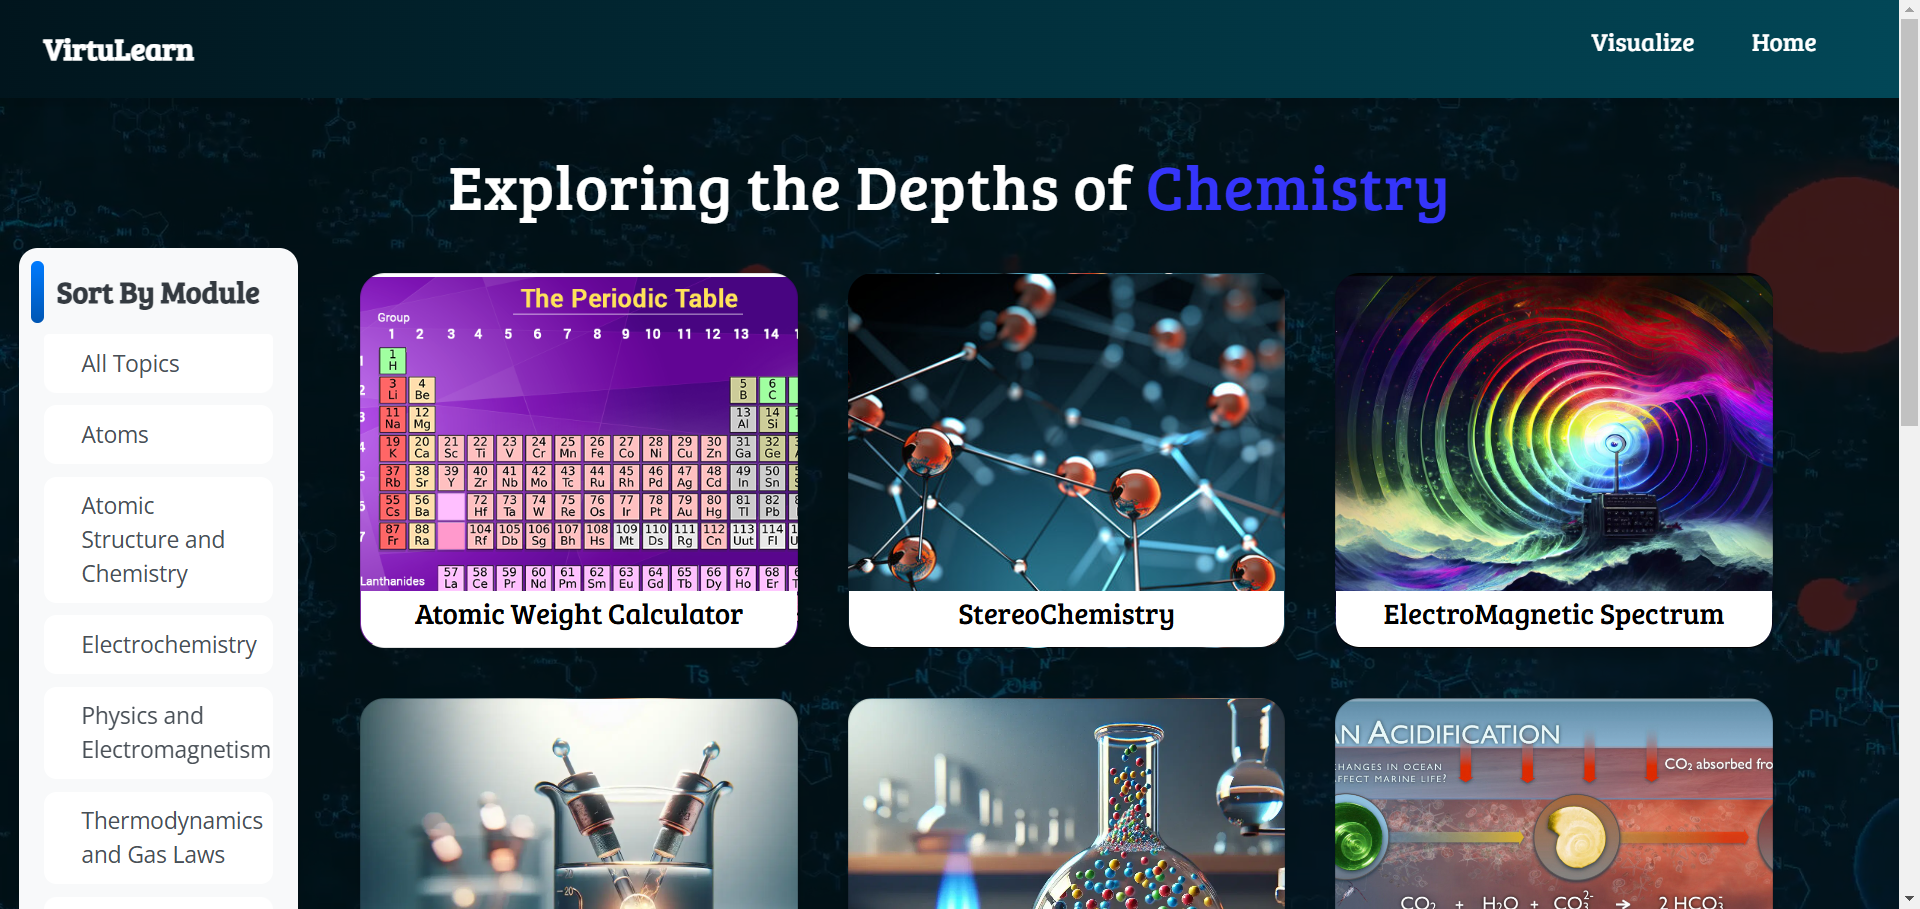 VirtuLearn
Visualize
Home
Exploring the Depths of Chemistry
Sort By Module
All Topics
Atoms
Atomic
Structure and
Chemistry
Electrochemistry
Physics and
Electromagnetism
Thermodynamics
and Gas Laws
The Periodic Table
Group
1 2 3 4 5 6 7 8 9 10 11 12 13 14
1
H
3 4 5 6
Li Be B C
11 12 13 14
Na Mg Al Si
19 20 21 22 23 24 25 26 27 28 29 30 31 32
K Ca Sc Ti V Cr Mn Fe Co Ni Cu Zn Ga Ge
37 38 39 40 41 42 43 44 45 46 47 48 49 50
Rb Sr Y Zr Nb Mo Tc Ru Rh Pd Ag Cd In Sn
55 56 72 73 74 75 76 77 78 79 80 81 82
Cs Ba Hf Ta W Re Os Ir Pt Au Hg Tl Pb
87 88 104 105 106 107 108 109 110 111 112 113 114
Fr Ra Rf Db Sg Bh Hs Mt Ds Rg Cn Uut Fl
Lanthanides
57 58 59 60 61 62 63 64 65 66 67 68
La Ce Pr Nd Pm Sm Eu Gd Tb Dy Ho Er
Atomic Weight Calculator
StereoChemistry
ElectroMagnetic Spectrum
AN ACIDIFICATION
CHANGES IN OCEAN
AFFECT MARINE LIFE?
CO₂ absorbed fro
CO₂ + H₂O + CO₃²⁻ → 2 HCO₃⁻